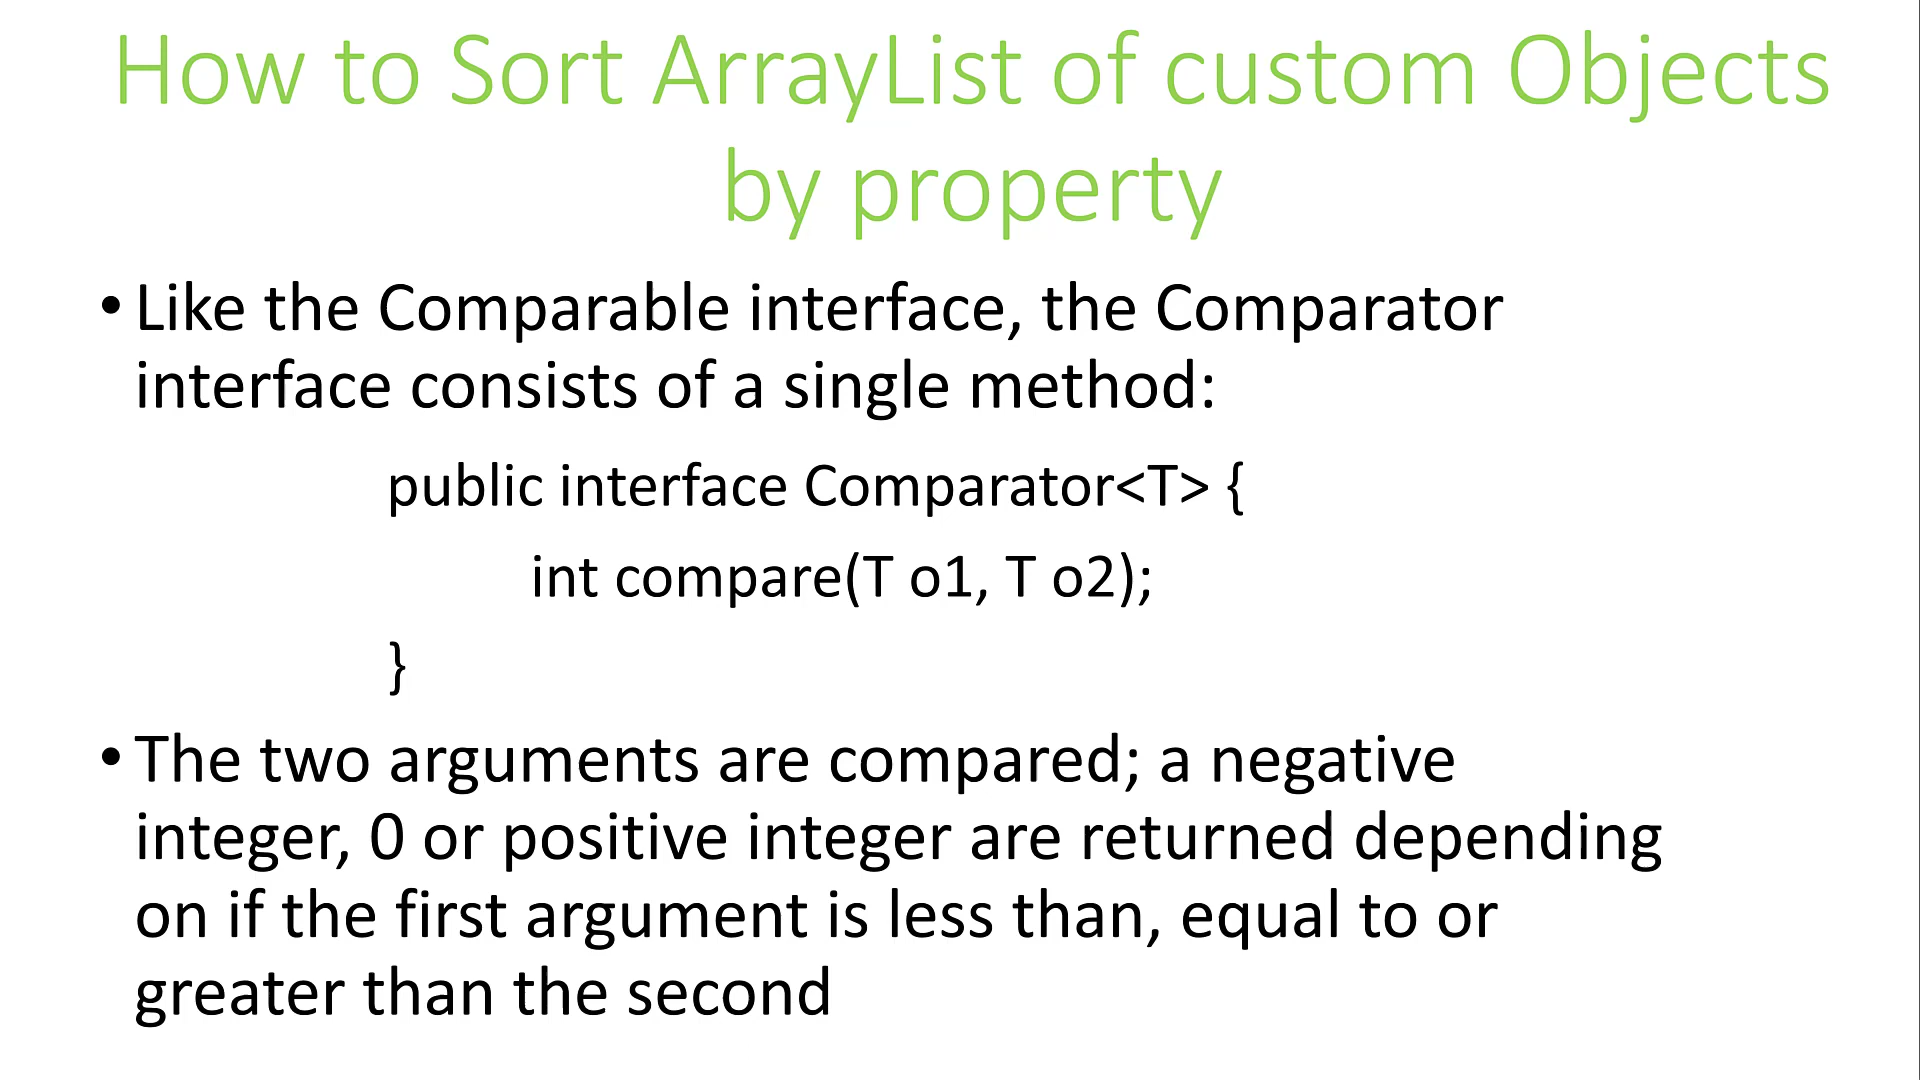 How to Sort ArrayList of custom Objects
by property
• Like the Comparable interface, the Comparator
interface consists of a single method:
public interface Comparator<T> {
int compare(T o1, T o2);
}
• The two arguments are compared; a negative
integer, 0 or positive integer are returned depending
on if the first argument is less than, equal to or
greater than the second